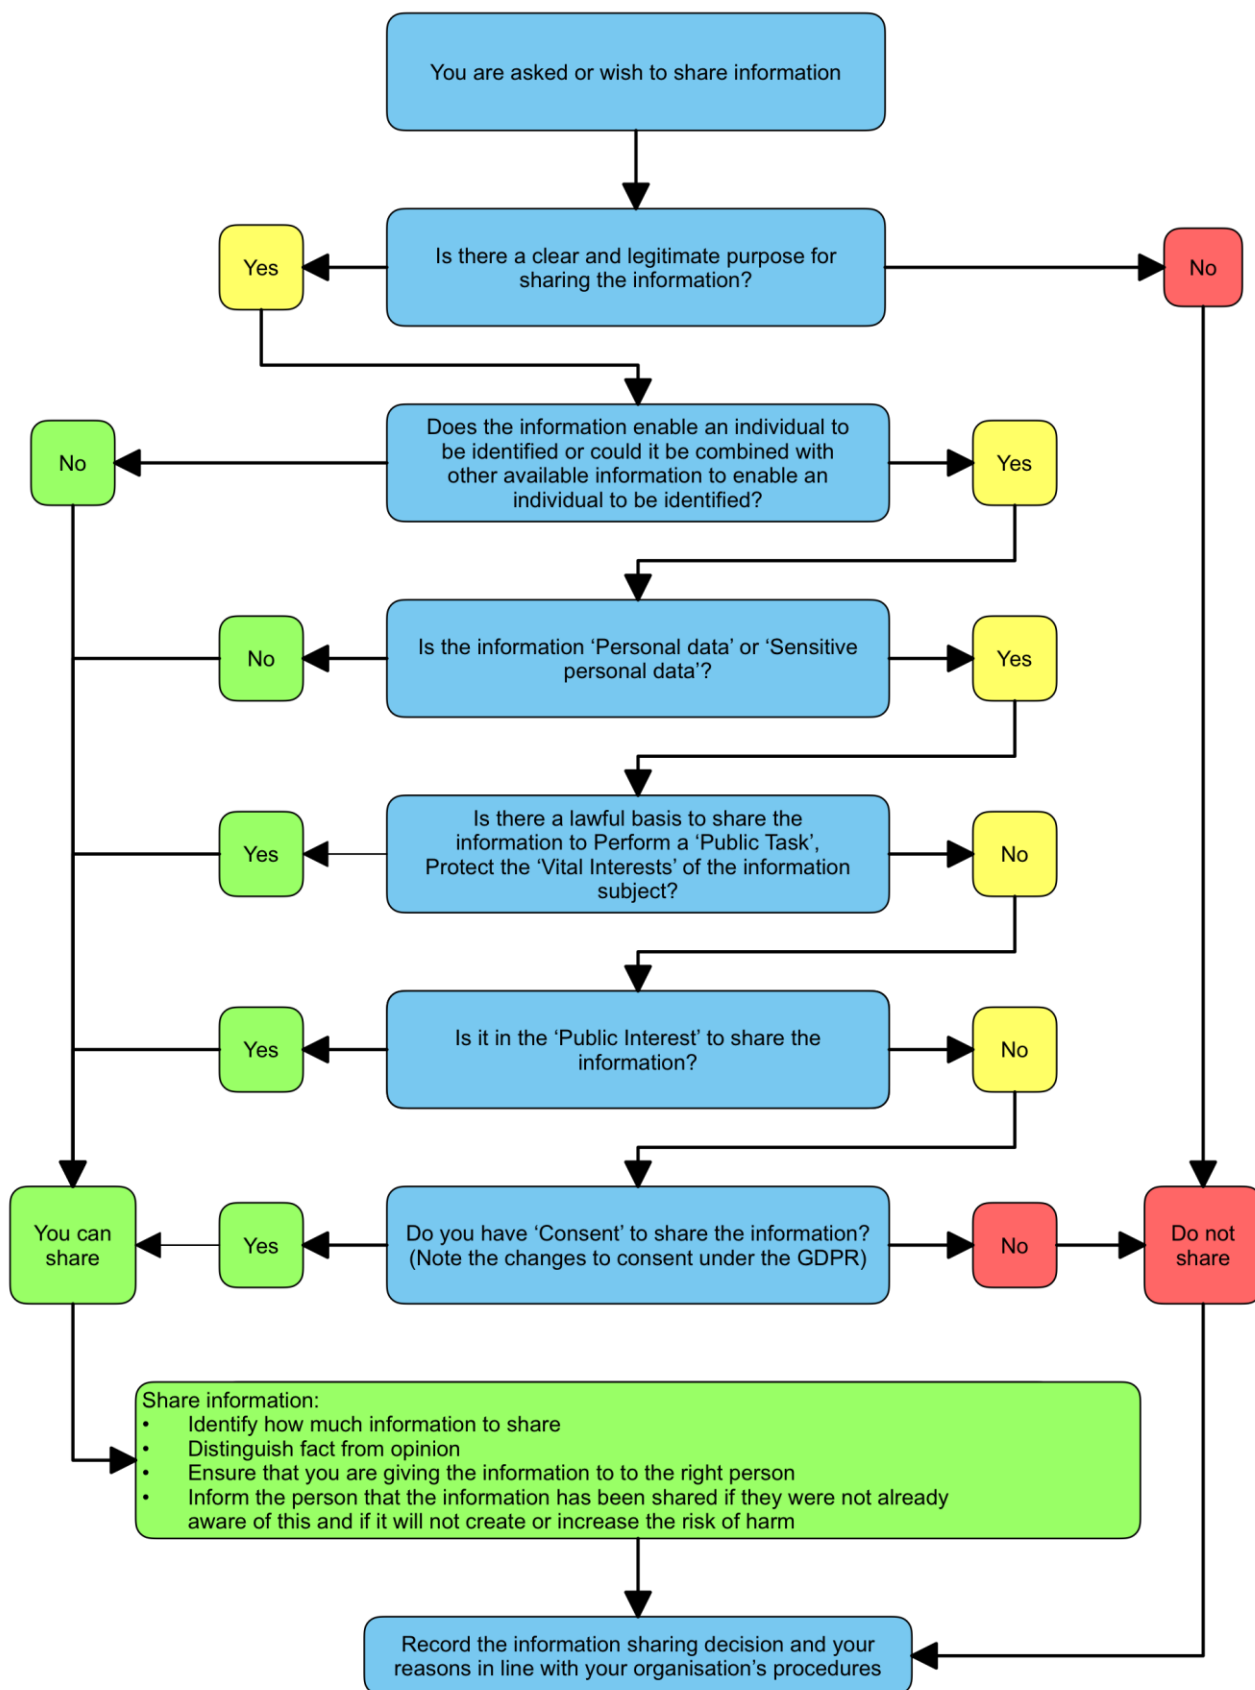 You are asked or wish to share information
Is there a clear and legitimate purpose for
sharing the information?
Yes
No
Does the information enable an individual to
be identified or could it be combined with
other available information to enable an
individual to be identified?
No
Yes
Is the information ‘Personal data’ or ‘Sensitive
personal data’?
No
Yes
Is there a lawful basis to share the
information to Perform a ‘Public Task’,
Protect the ‘Vital Interests’ of the information
subject?
Yes
No
Is it in the ‘Public Interest’ to share the
information?
Yes
No
Do you have ‘Consent’ to share the information?
(Note the changes to consent under the GDPR)
Yes
No
You can
share
Do not
share
Share information:
• Identify how much information to share
• Distinguish fact from opinion
• Ensure that you are giving the information to to the right person
• Inform the person that the information has been shared if they were not already
aware of this and if it will not create or increase the risk of harm
Record the information sharing decision and your
reasons in line with your organisation’s procedures